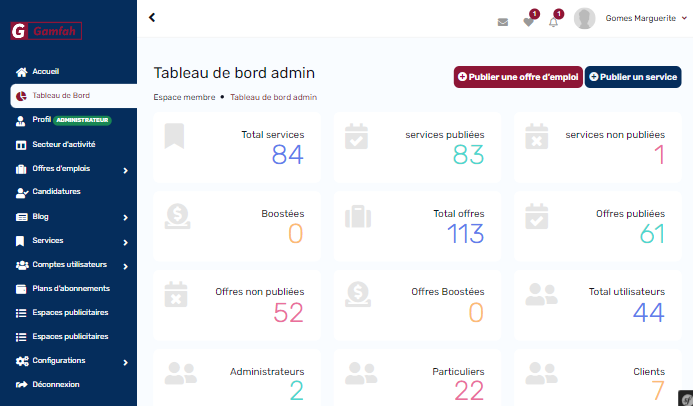 G Gamfah
1
1
Gomes Marguerite
Accueil
Tableau de Bord
Profil ADMINISTRATEUR
Secteur d'activité
Offres d'emplois
Candidatures
Blog
Services
Comptes utilisateurs
Plans d'abonnements
Espaces publicitaires
Espaces publicitaires
Configurations
Déconnexion
Tableau de bord admin
Publier une offre d'emploi
Publier un service
Espace membre • Tableau de bord admin
Total services
84
services publiées
83
services non publiées
1
Boostées
0
Total offres
113
Offres publiées
61
Offres non publiées
52
Offres Boostées
0
Total utilisateurs
44
Administrateurs
2
Particuliers
22
Clients
7